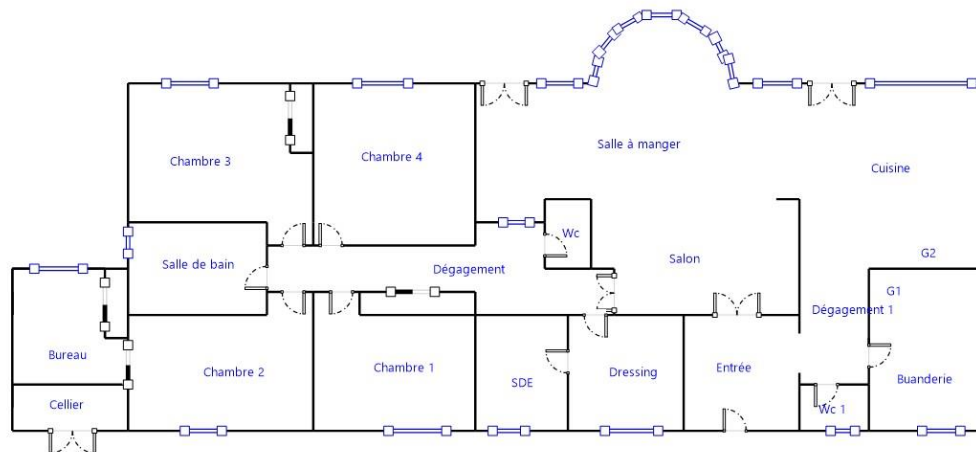 Salle à manger
Chambre 3
Chambre 4
Cuisine
Wc
Salle de bain
Dégagement
Salon
G2
G1
Dégagement 1
Bureau
Chambre 2
Chambre 1
SDE
Dressing
Entrée
Buanderie
Cellier
Wc 1